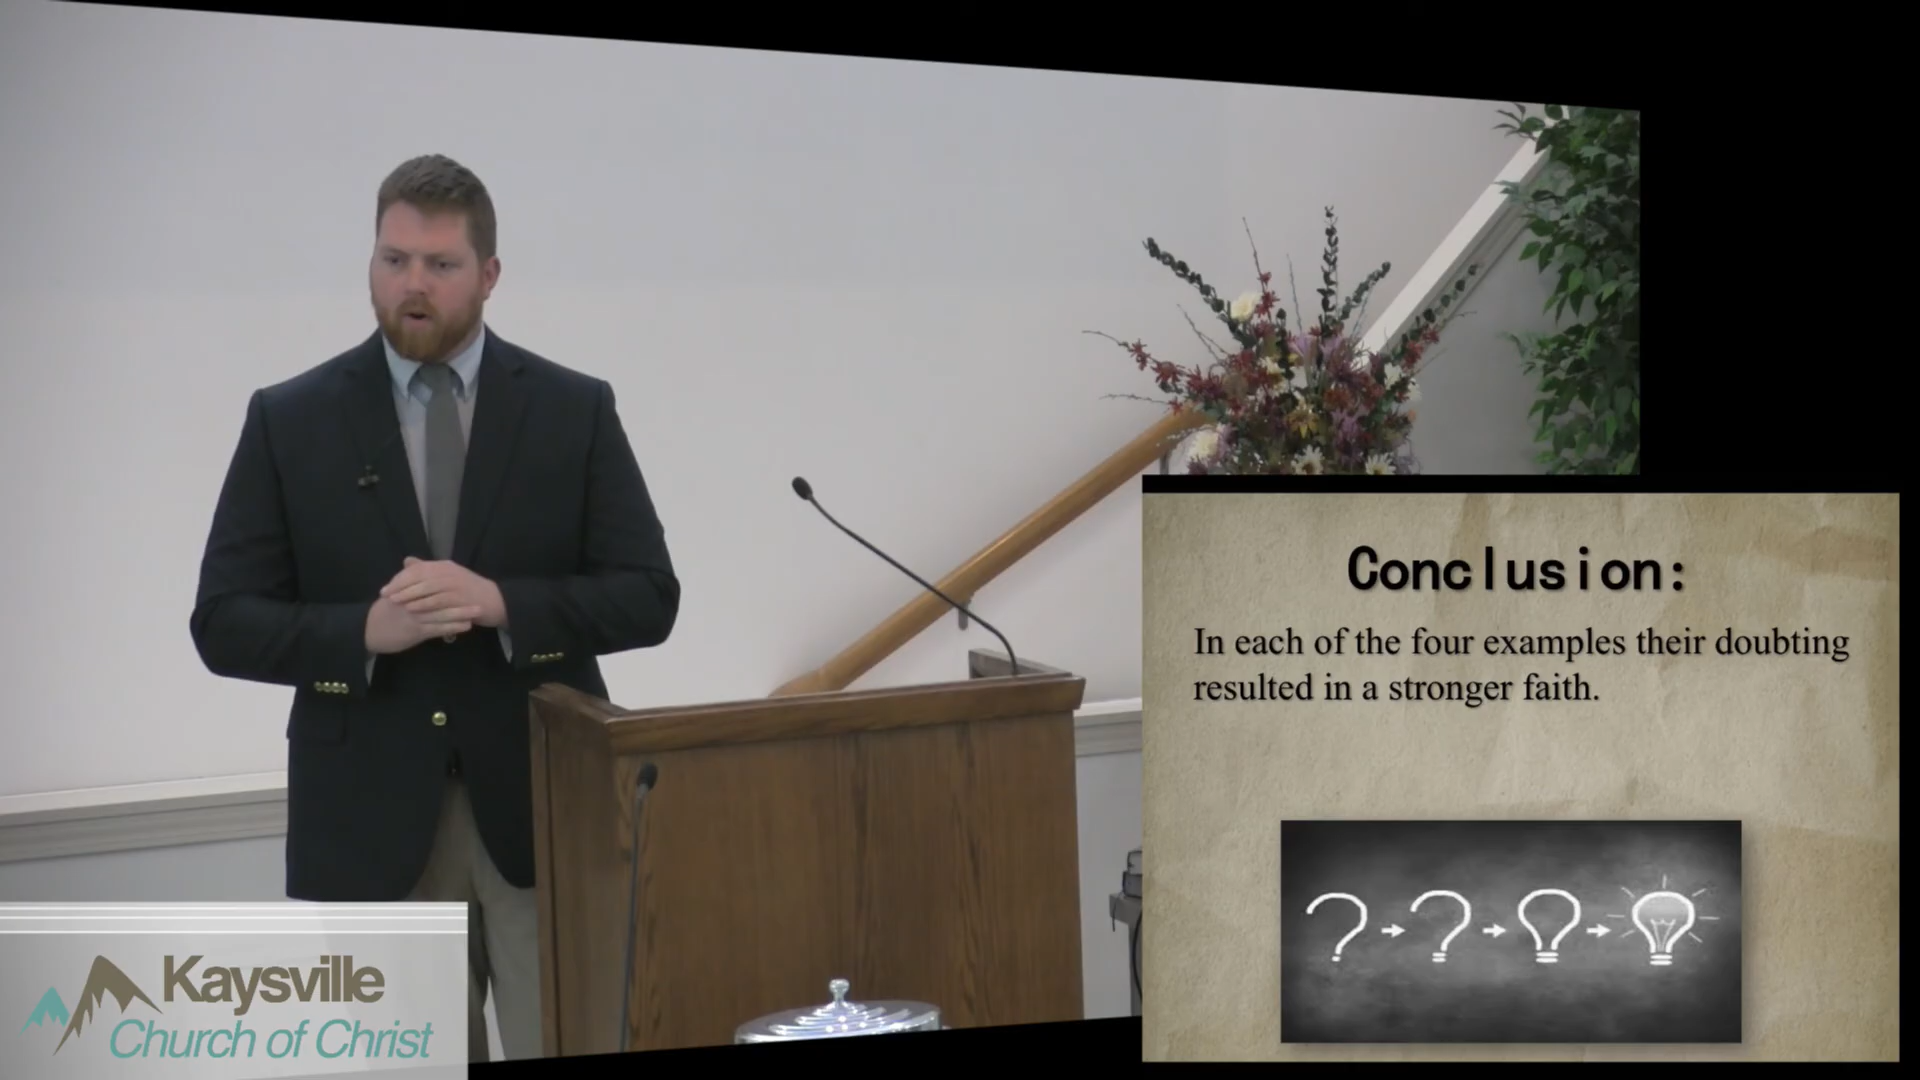 Conclusion:
In each of the four examples their doubting
resulted in a stronger faith.
? → ? → →
Kaysville
Church of Christ